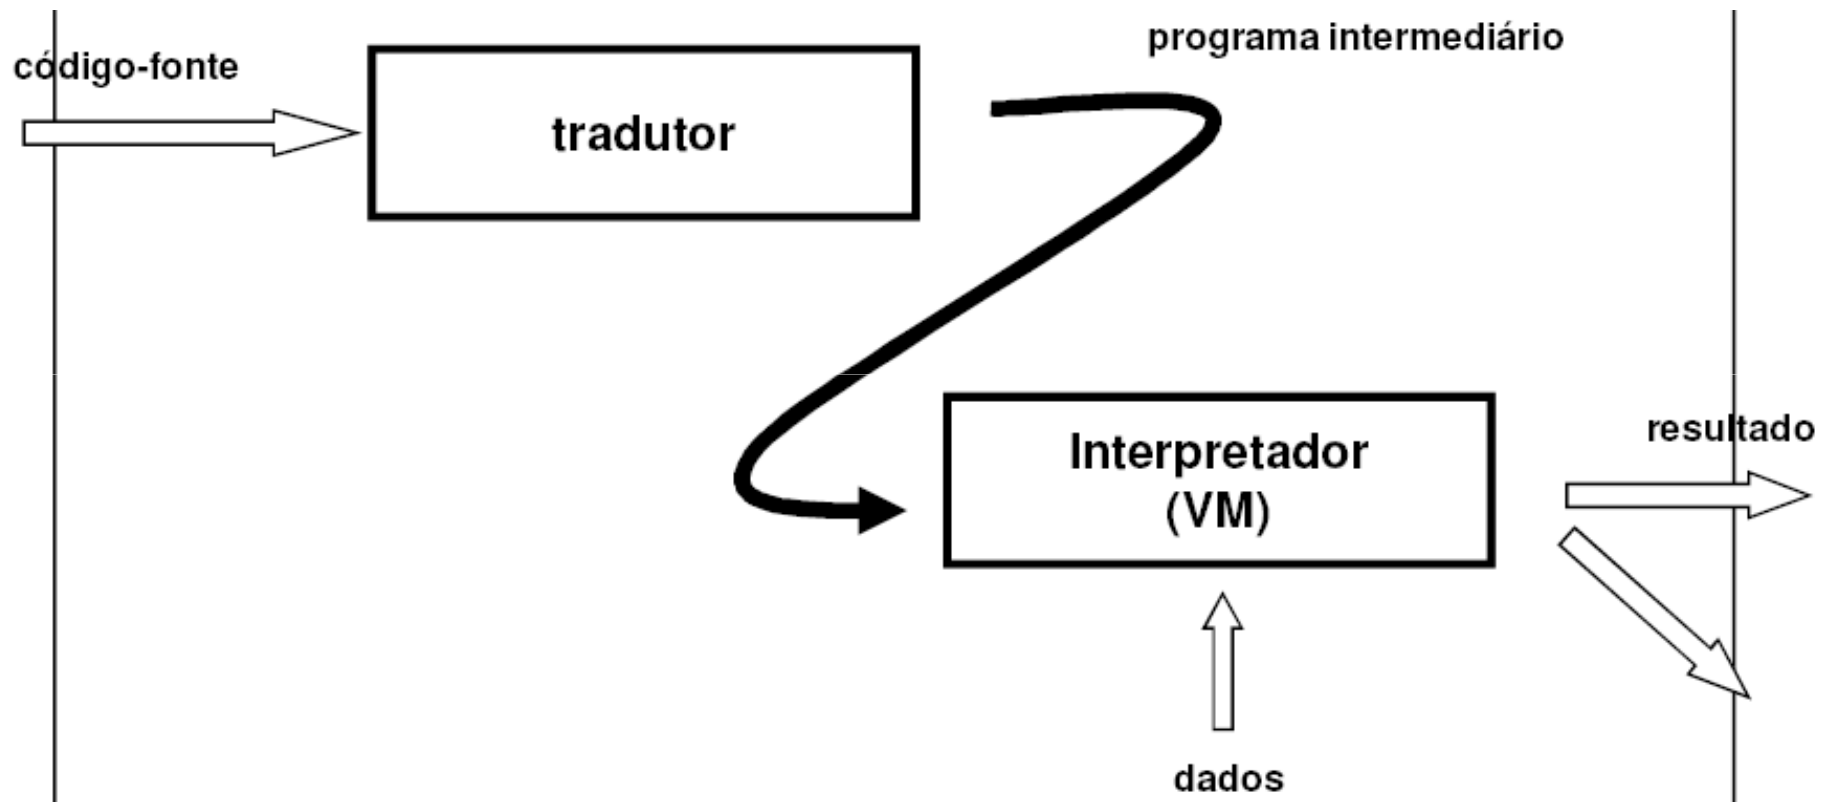 programa intermediário
código-fonte
tradutor
Interpretador
(VM)
resultado
dados